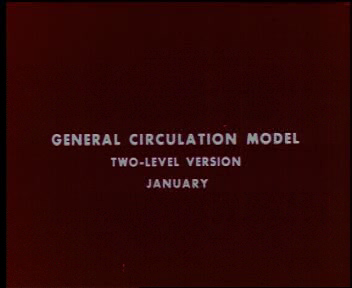 GENERAL CIRCULATION MODEL
TWO-LEVEL VERSION
JANUARY